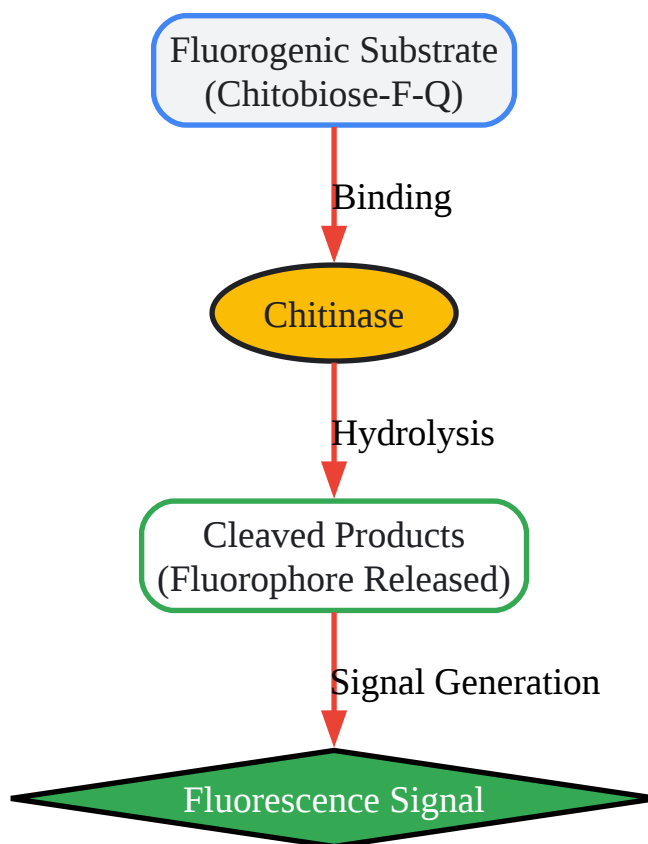 Fluorogenic Substrate
(Chitobiose-F-Q)
Binding
Chitinase
Hydrolysis
Cleaved Products
(Fluorophore Released)
Signal Generation
Fluorescence Signal